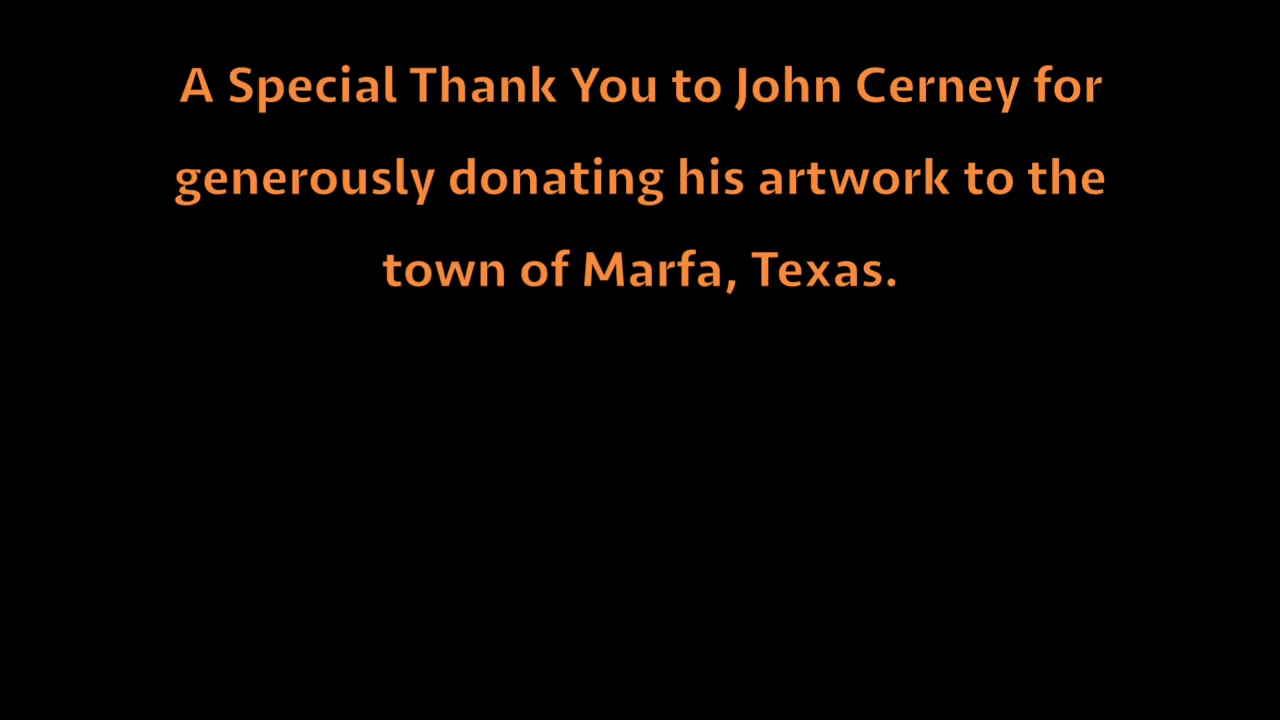 A Special Thank You to John Cerney for
generously donating his artwork to the
town of Marfa, Texas.